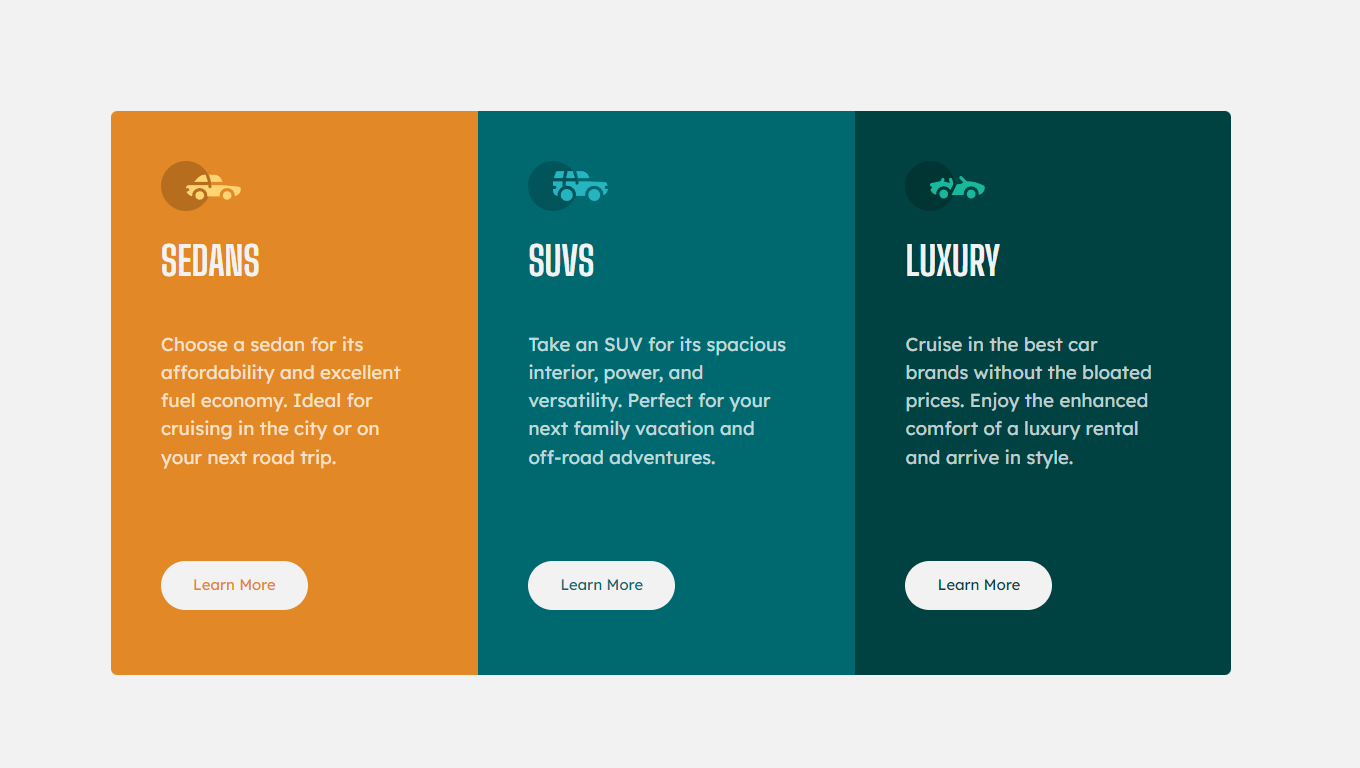 SEDANS
Choose a sedan for its
affordability and excellent
fuel economy. Ideal for
cruising in the city or on
your next road trip.
Learn More
SUVS
Take an SUV for its spacious
interior, power, and
versatility. Perfect for your
next family vacation and
off-road adventures.
Learn More
LUXURY
Cruise in the best car
brands without the bloated
prices. Enjoy the enhanced
comfort of a luxury rental
and arrive in style.
Learn More